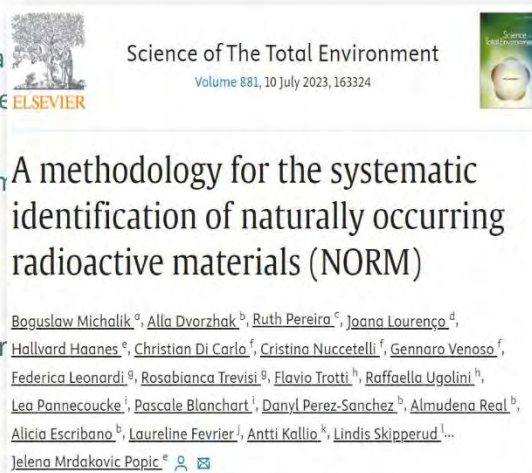 Science of The Total Environment
Volume 881, 10 July 2023, 163324
ELSEVIER
A methodology for the systematic
identification of naturally occurring
radioactive materials (NORM)
Boguslaw Michalik a, Alla Dvorzhak b, Ruth Pereira c, Joana Lourenço d,
Hallvard Haanes e, Christian Di Carlo f, Cristina Nuccetelli f, Gennaro Venoso f,
Federica Leonardi g, Rosabianca Trevisi g, Flavio Trotti h, Raffaella Ugolini h,
Lea Pannecoucke i, Pascale Blanchart i, Danyl Perez-Sanchez b, Almudena Real b,
Alicia Escribano b, Laureline Fevrier j, Antti Kallio k, Lindis Skipperud l...
Jelena Mrdakovic Popic e